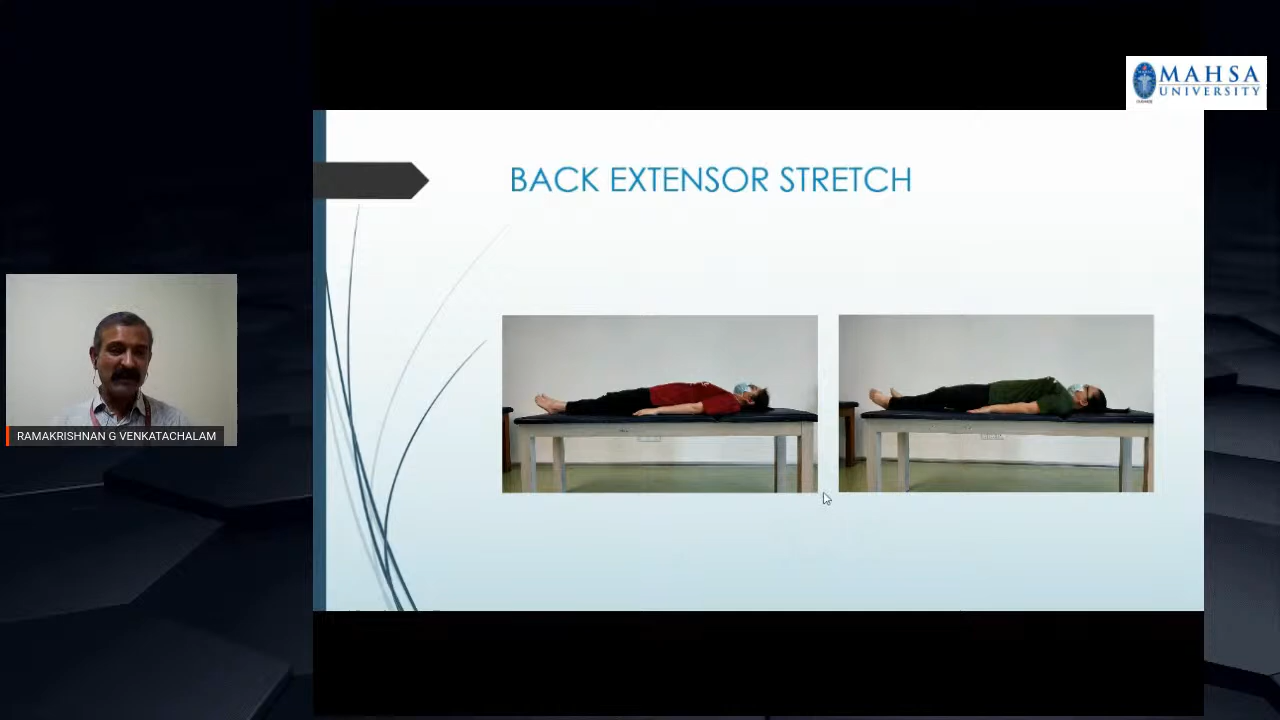 MAHSA
UNIVERSITY
BACK EXTENSOR STRETCH
RAMAKRISHNAN G VENKATACHALAM